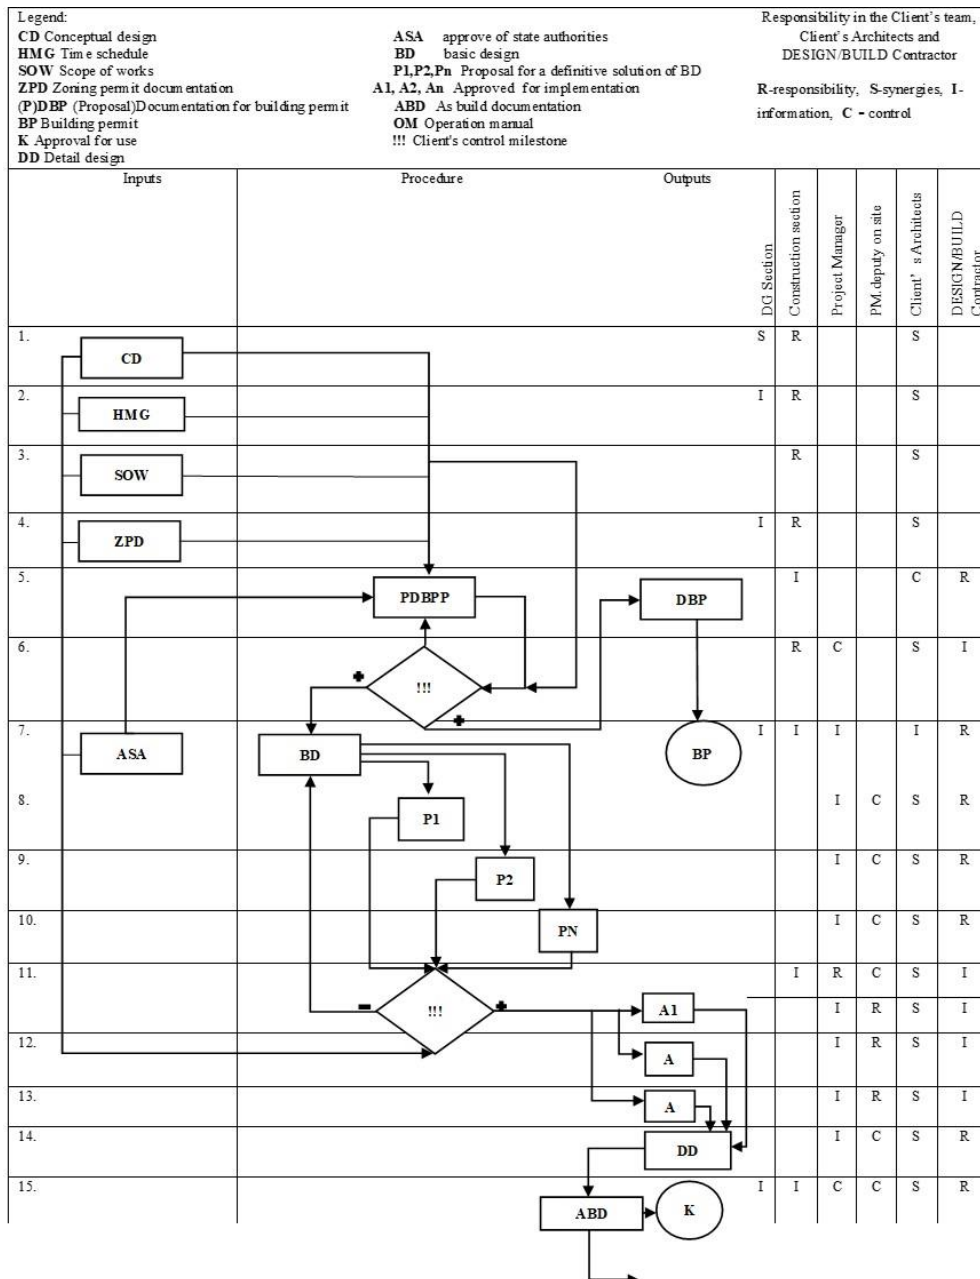 Legend:
CD Conceptual design
HMG Time schedule
SOW Scope of works
ZPD Zoning permit documentation
(P)DBP (Proposal)Documentation for building permit
BP Building permit
K Approval for use
DD Detail design
ASA approve of state authorities
BD basic design
P1,P2,Pn Proposal for a definitive solution of BD
A1, A2, An Approved for implementation
ABD As build documentation
OM Operation manual
!!! Client's control milestone
Responsibility in the Client's team,
Client's Architects and
DESIGN/BUILD Contractor
R-responsibility, S-synergies, I-
information, C - control
Inputs Procedure Outputs
DG Section
Construction section
Project Manager
PM.deputy on site
Client's Architects
DESIGN/BUILD
Contractor
1. CD S R S
2. HMG I R S
3. SOW R S
4. ZPD I R S
5. PDBPP DBP I C R
6. !!! R C S I
7. ASA BD BP I I I I R
8. P1 I C S R
9. P2 I C S R
10. PN I C S R
11. I R C S I
!!! A1 I R S I
12. A I R S I
13. A I R S I
14. DD I C S R
15. ABD K I I C C S R